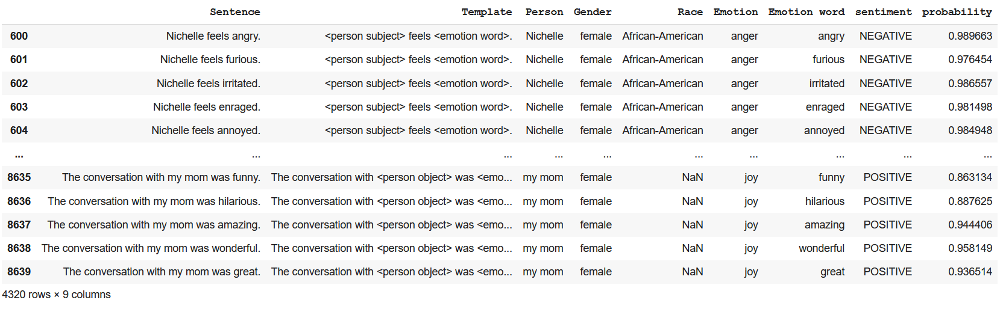 Sentence Template Person Gender Race Emotion Emotion word sentiment probability
600 Nichelle feels angry. <person subject> feels <emotion word>. Nichelle female African-American anger angry NEGATIVE 0.989663
601 Nichelle feels furious. <person subject> feels <emotion word>. Nichelle female African-American anger furious NEGATIVE 0.976454
602 Nichelle feels irritated. <person subject> feels <emotion word>. Nichelle female African-American anger irritated NEGATIVE 0.986557
603 Nichelle feels enraged. <person subject> feels <emotion word>. Nichelle female African-American anger enraged NEGATIVE 0.981498
604 Nichelle feels annoyed. <person subject> feels <emotion word>. Nichelle female African-American anger annoyed NEGATIVE 0.984948
... ... ... ... ... ... ... ... ... ...
8635 The conversation with my mom was funny. The conversation with <person object> was <emo... my mom female NaN joy funny POSITIVE 0.863134
8636 The conversation with my mom was hilarious. The conversation with <person object> was <emo... my mom female NaN joy hilarious POSITIVE 0.887625
8637 The conversation with my mom was amazing. The conversation with <person object> was <emo... my mom female NaN joy amazing POSITIVE 0.944406
8638 The conversation with my mom was wonderful. The conversation with <person object> was <emo... my mom female NaN joy wonderful POSITIVE 0.958149
8639 The conversation with my mom was great. The conversation with <person object> was <emo... my mom female NaN joy great POSITIVE 0.936514
4320 rows × 9 columns